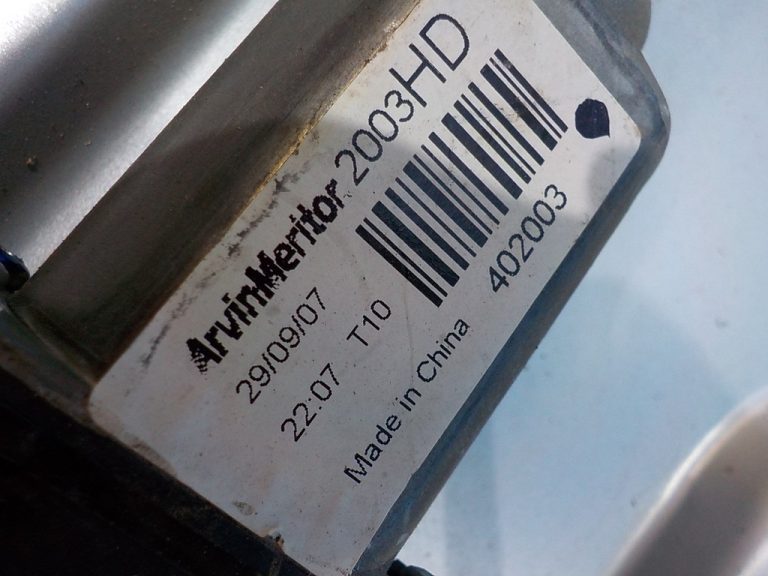 ArvinMeritor 2003HD
29/09/07
22:07 T10
Made in China 402003